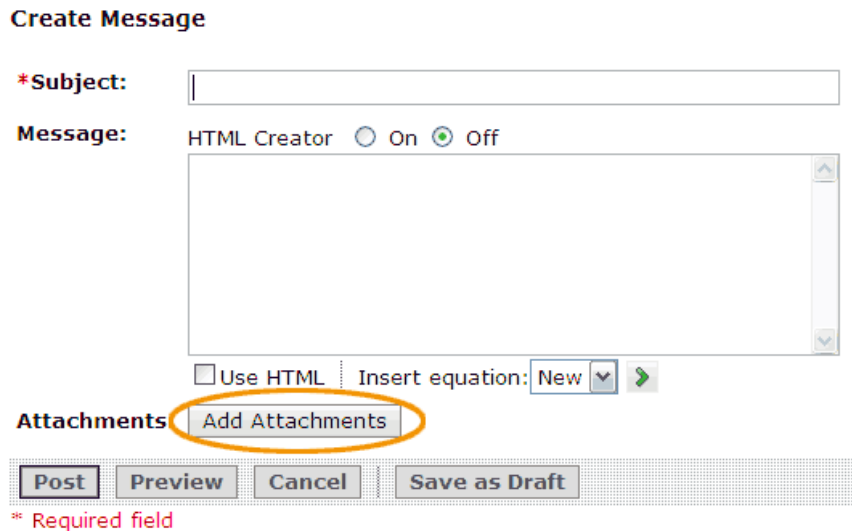 Create Message
*Subject:
Message: HTML Creator On Off
Use HTML Insert equation: New
Attachments Add Attachments
Post Preview Cancel Save as Draft
* Required field